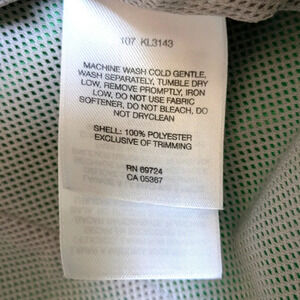 107 KL3143
MACHINE WASH COLD GENTLE,
WASH SEPARATELY, TUMBLE DRY
LOW, REMOVE PROMPTLY, IRON
LOW, DO NOT USE FABRIC
SOFTENER, DO NOT BLEACH, DO
NOT DRYCLEAN
SHELL: 100% POLYESTER
EXCLUSIVE OF TRIMMING
RN 69724
CA 05367